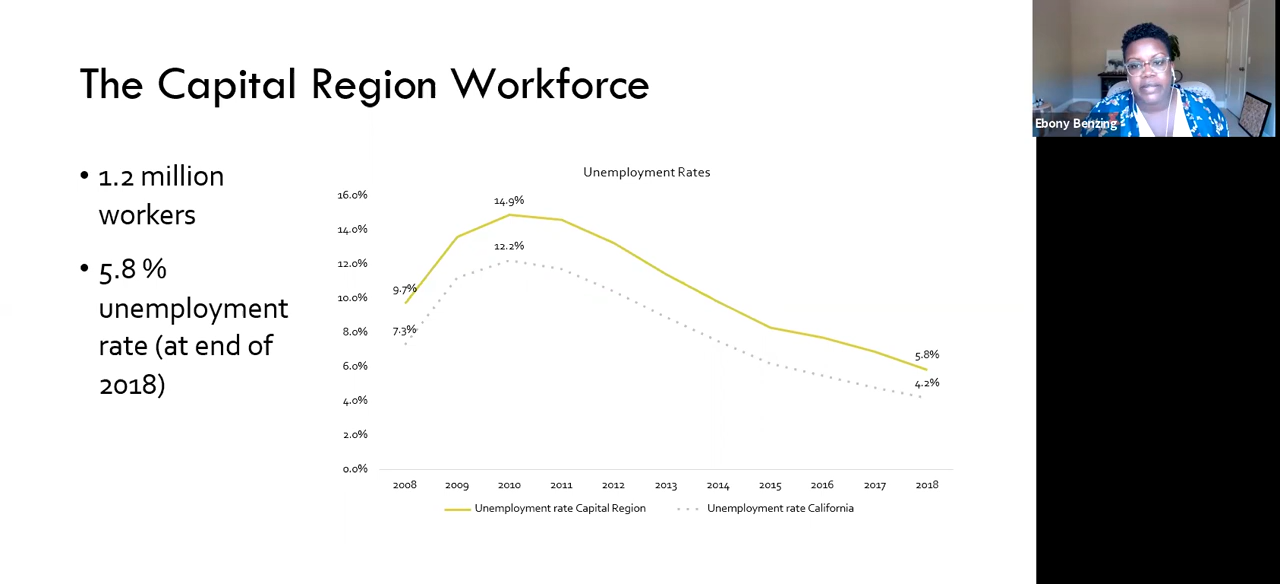 The Capital Region Workforce
• 1.2 million
workers
• 5.8 %
unemployment
rate (at end of
2018)
Unemployment Rates
16.0%
14.0%
12.0%
10.0%
8.0%
6.0%
4.0%
2.0%
0.0%
14.9%
12.2%
9.7%
7.3%
5.8%
4.2%
2008 2009 2010 2011 2012 2013 2014 2015 2016 2017 2018
Unemployment rate Capital Region Unemployment rate California
Ebony Benzing